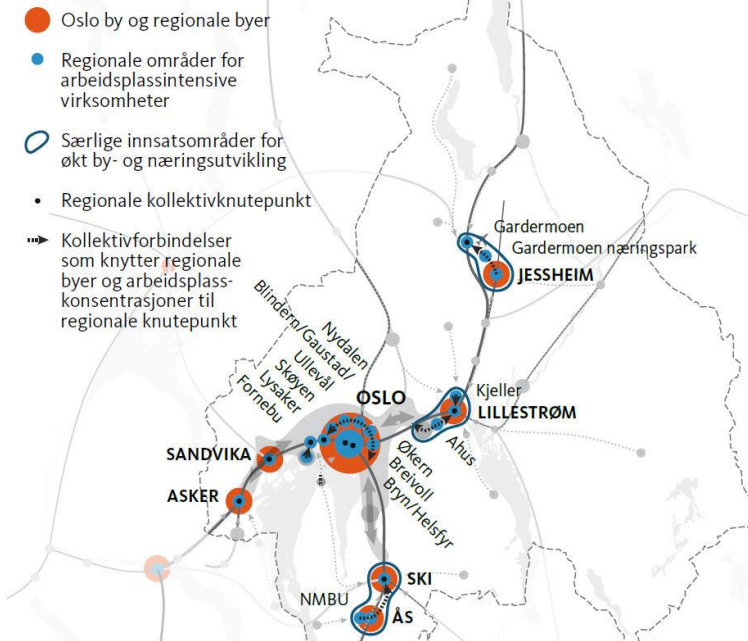 Oslo by og regionale byer
Regionale områder for
arbeidsplassintensive
virksomheter
Særlige innsatsområder for
økt by- og næringsutvikling
Regionale kollektivknutepunkt
Kollektivforbindelser
som knytter regionale
byer og arbeidsplass-
konsentrasjoner til
regionale knutepunkt
Gardermoen
Gardermoen næringspark
JESSHEIM
Nydalen
Blindern/Gaustad/
Ullevål
Skøyen
Lysaker
Fornebu
OSLO
Kjeller
LILLESTRØM
Ahus
Økern
Breivoll
Bryn/Helsfyr
SANDVIKA
ASKER
SKI
NMBU
ÅS